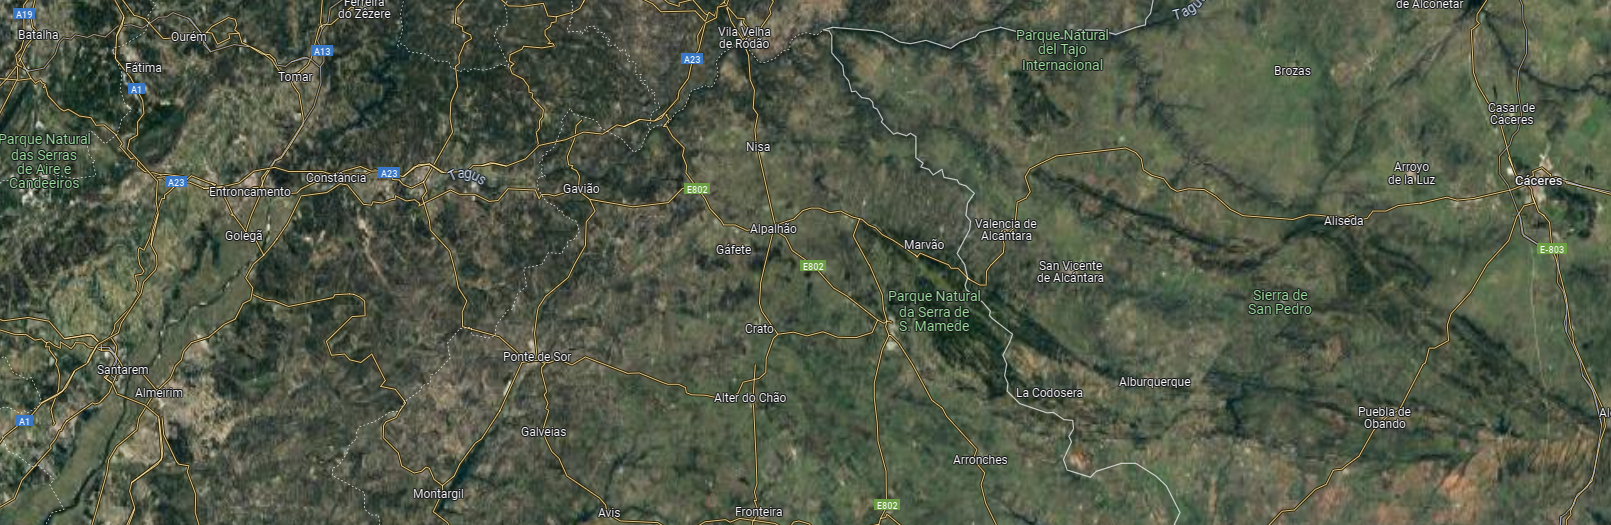 Ferreira
do Zêzere
Tagus
de Alconétar
A19
Batalha
Ourém
A13
Vila Velha
de Ródão
Parque Natural
del Tajo
Internacional
A23
Fátima
Tomar
A1
Brozas
Casar de
Cáceres
Parque Natural
das Serras
de Aire e
Candeeiros
Nisa
A23
Entroncamento
Constância
A23
Tagus
Gavião
E802
Arroyo
de la Luz
Cáceres
Golegã
Alpalhão
Gáfete
Marvão
Valencia de
Alcántara
Aliseda
E-803
E802
San Vicente
de Alcántara
Parque Natural
da Serra de
S. Mamede
Sierra de
San Pedro
Crato
Ponte de Sor
Santarém
Almeirim
Alter do Chão
La Codosera
Alburquerque
A1
Galveias
Puebla de
Obando
Al
Arronches
Montargil
Avis
Fronteira
E802